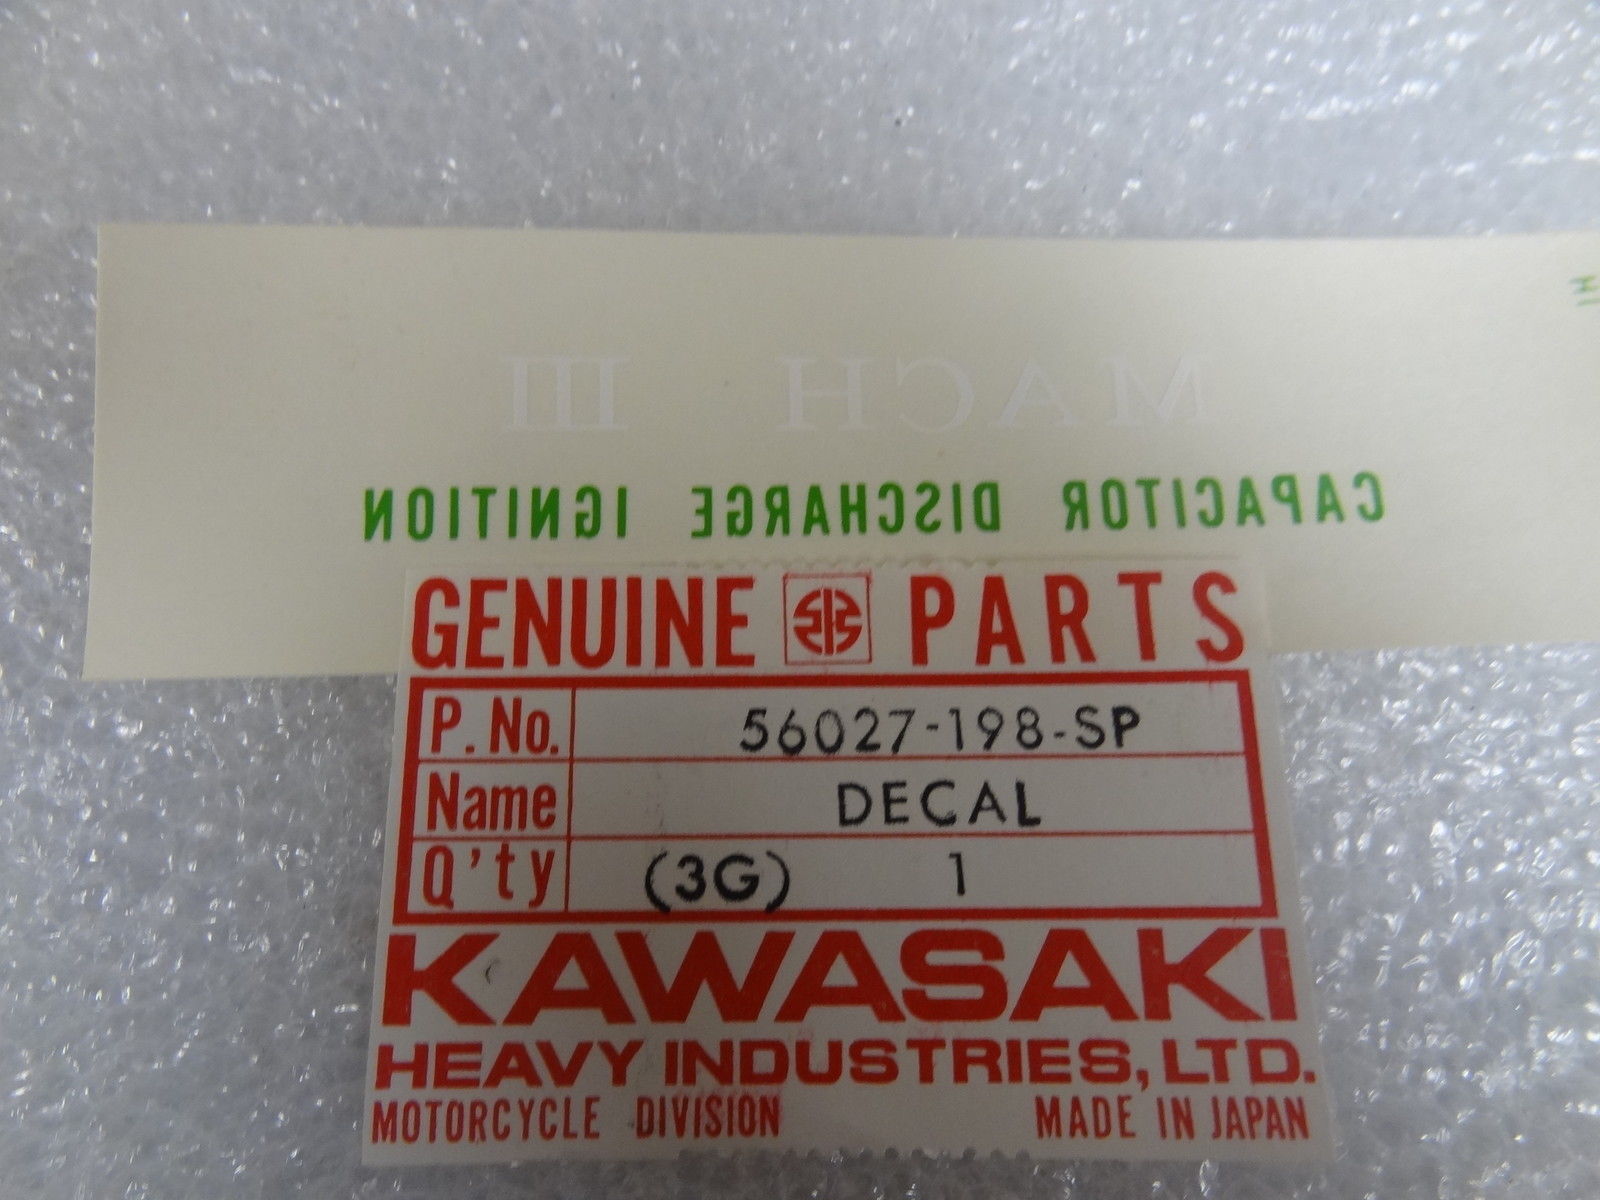 MACH III
CAPACITOR DISCHARGE IGNITION
GENUINE PARTS
P. No. 56027-198-SP
Name DECAL
Q'ty (3G) 1
KAWASAKI
HEAVY INDUSTRIES, LTD.
MOTORCYCLE DIVISION MADE IN JAPAN